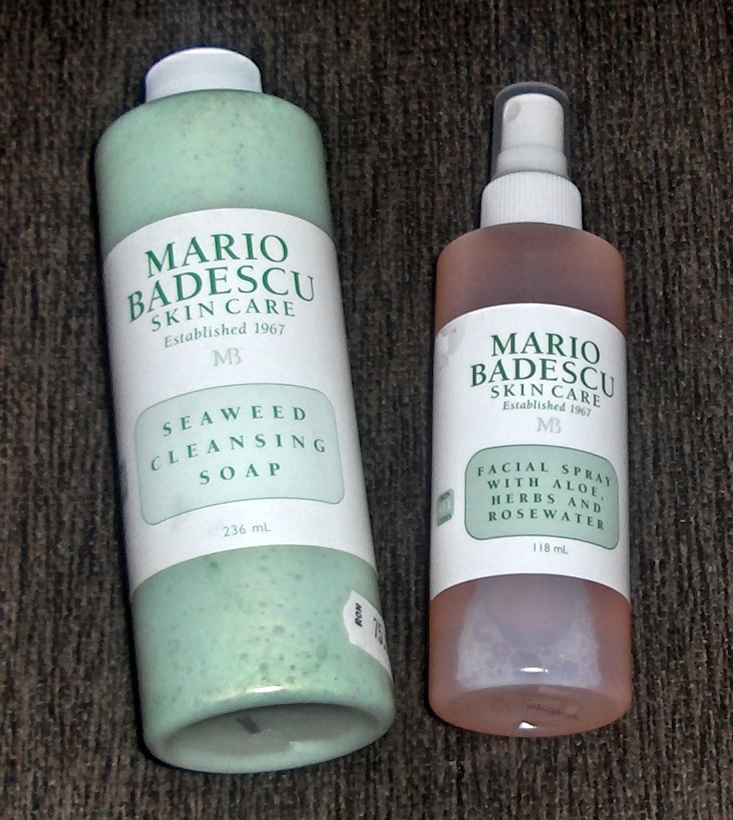 MARIO
BADESCU
SKIN CARE
Established 1967
MB
SEAWEED
CLEANSING
SOAP
236 mL
RON
MARIO
BADESCU
SKIN CARE
Established 1967
MB
FACIAL SPRAY
WITH ALOE,
HERBS AND
ROSEWATER
118 mL